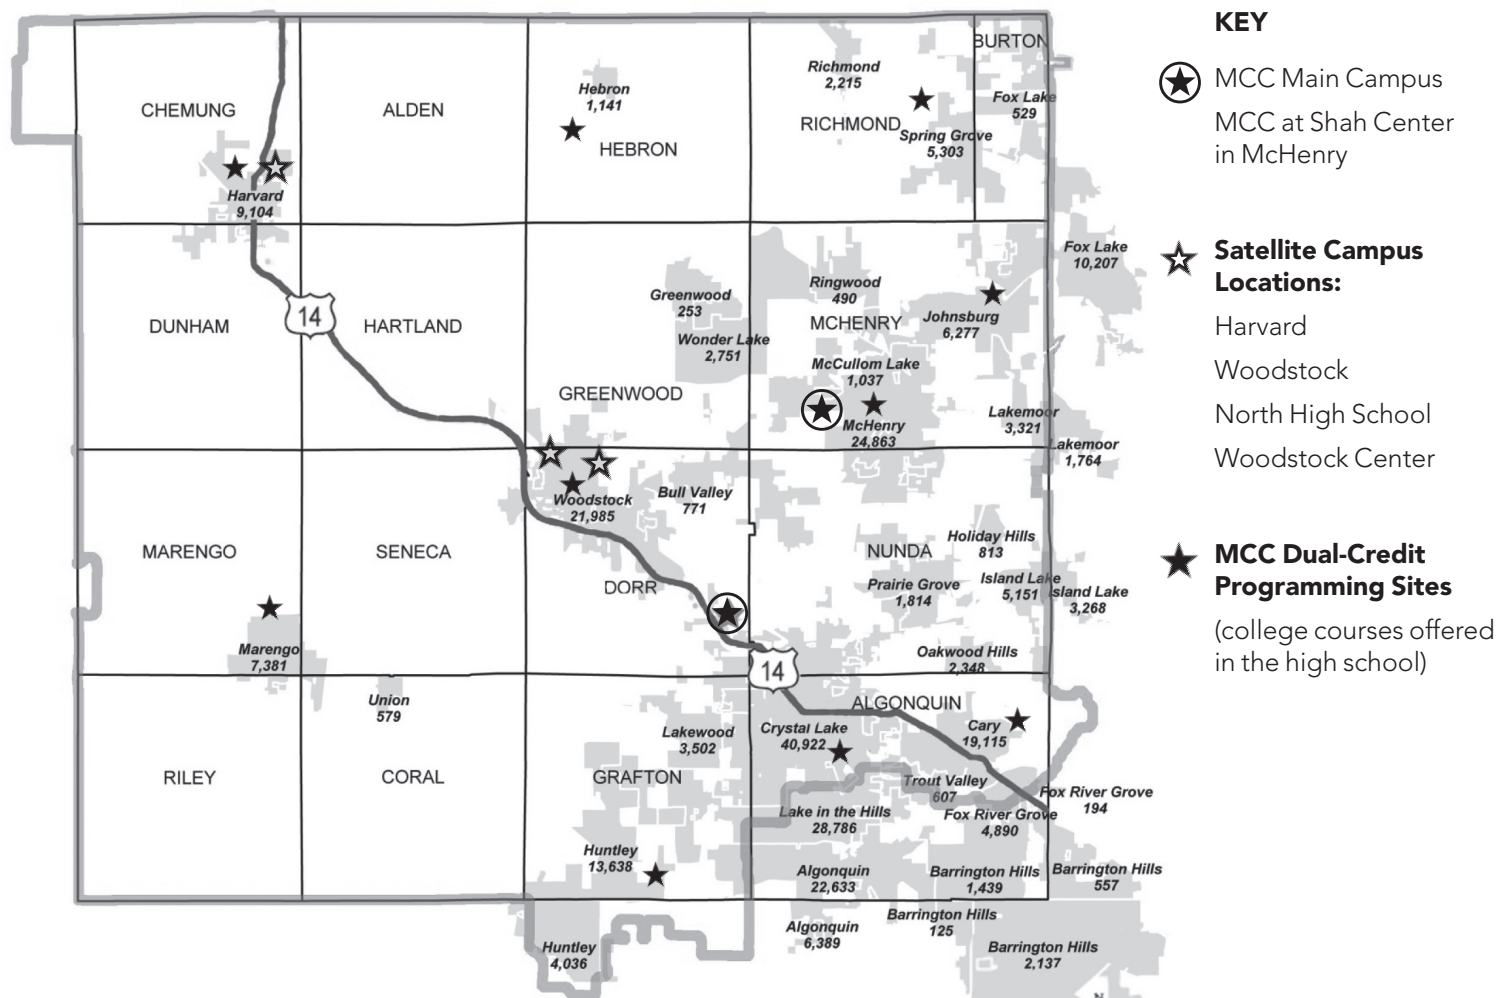 KEY
MCC Main Campus
MCC at Shah Center
in McHenry
Satellite Campus
Locations:
Harvard
Woodstock
North High School
Woodstock Center
MCC Dual-Credit
Programming Sites
(college courses offered
in the high school)
BURTON
CHEMUNG
ALDEN
Hebron
1,141
HEBRON
Richmond
2,215
RICHMOND
Spring Grove
5,303
Fox Lake
529
Harvard
9,104
Fox Lake
10,207
DUNHAM
14
HARTLAND
Greenwood
253
Wonder Lake
2,751
GREENWOOD
Ringwood
490
MCHENRY
Johnsburg
6,277
McCullom Lake
1,037
McHenry
24,863
Lakemoor
3,321
Lakemoor
1,764
MARENGO
SENECA
Woodstock
21,985
Bull Valley
771
DORR
NUNDA
Holiday Hills
813
Prairie Grove
1,814
Island Lake
5,151
Island Lake
3,268
Oakwood Hills
2,348
Marengo
7,381
14
Union
579
ALGONQUIN
Lakewood
3,502
Crystal Lake
40,922
Cary
19,115
RILEY
CORAL
GRAFTON
Trout Valley
607
Fox River Grove
194
Lake in the Hills
28,786
Fox River Grove
4,890
Huntley
13,638
Algonquin
22,633
Barrington Hills
1,439
Barrington Hills
557
Algonquin
6,389
Barrington Hills
125
Huntley
4,036
Barrington Hills
2,137